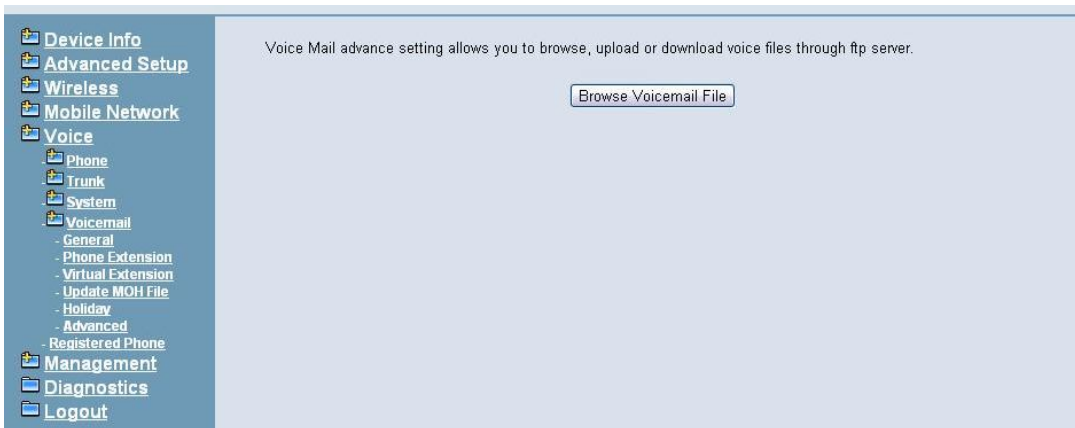 Device Info
Advanced Setup
Wireless
Mobile Network
Voice
- Phone
- Trunk
- System
- Voicemail
- General
- Phone Extension
- Virtual Extension
- Update MOH File
- Holiday
- Advanced
- Registered Phone
Management
Diagnostics
Logout
Voice Mail advance setting allows you to browse, upload or download voice files through ftp server.
Browse Voicemail File